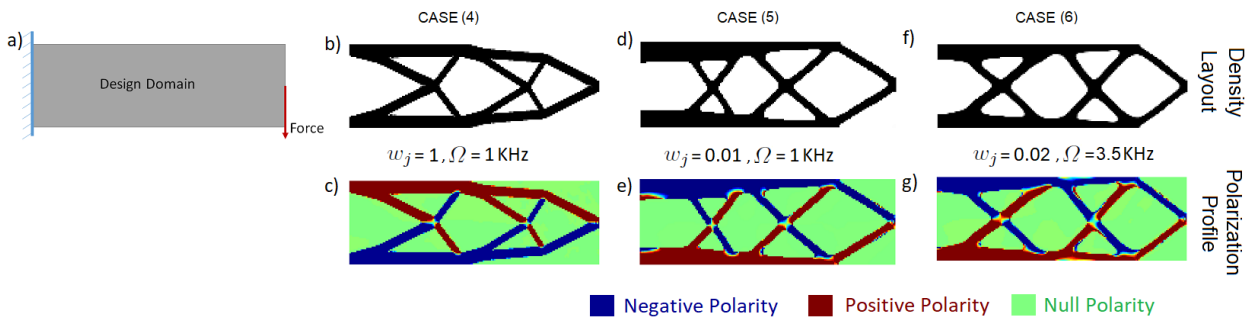 CASE (4)
CASE (5)
CASE (6)
a)
b)
d)
f)
Design Domain
Force
Density
Layout
w_j = 1 , Ω = 1 KHz
w_j = 0.01 , Ω = 1 KHz
w_j = 0.02 , Ω = 3.5 KHz
c)
e)
g)
Polarization
Profile
Negative Polarity
Positive Polarity
Null Polarity